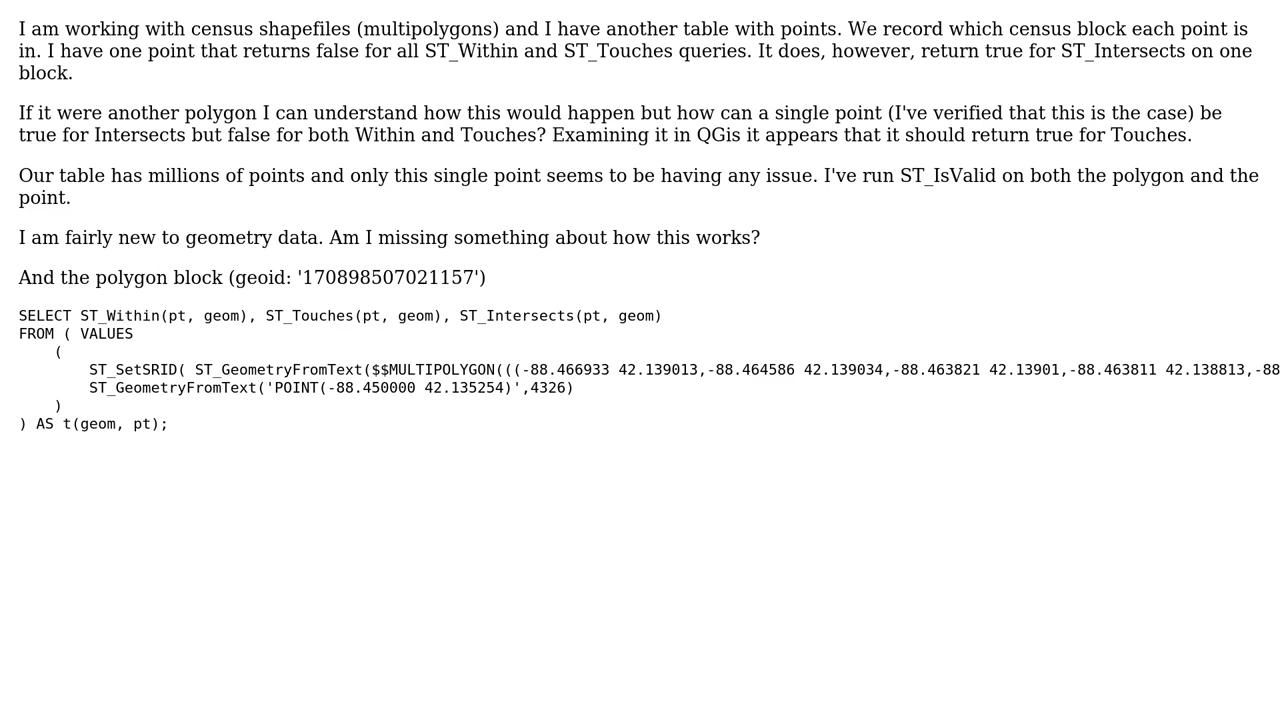 I am working with census shapefiles (multipolygons) and I have another table with points. We record which census block each point is
in. I have one point that returns false for all ST_Within and ST_Touches queries. It does, however, return true for ST_Intersects on one
block.
If it were another polygon I can understand how this would happen but how can a single point (I've verified that this is the case) be
true for Intersects but false for both Within and Touches? Examining it in QGis it appears that it should return true for Touches.
Our table has millions of points and only this single point seems to be having any issue. I've run ST_IsValid on both the polygon and the
point.
I am fairly new to geometry data. Am I missing something about how this works?
And the polygon block (geoid: '170898507021157')
SELECT ST_Within(pt, geom), ST_Touches(pt, geom), ST_Intersects(pt, geom)
FROM ( VALUES
    (
        ST_SetSRID( ST_GeometryFromText($$MULTIPOLYGON(((-88.466933 42.139013,-88.464586 42.139034,-88.463821 42.13901,-88.463811 42.138813,-88
        ST_GeometryFromText('POINT(-88.450000 42.135254)',4326)
    )
) AS t(geom, pt);